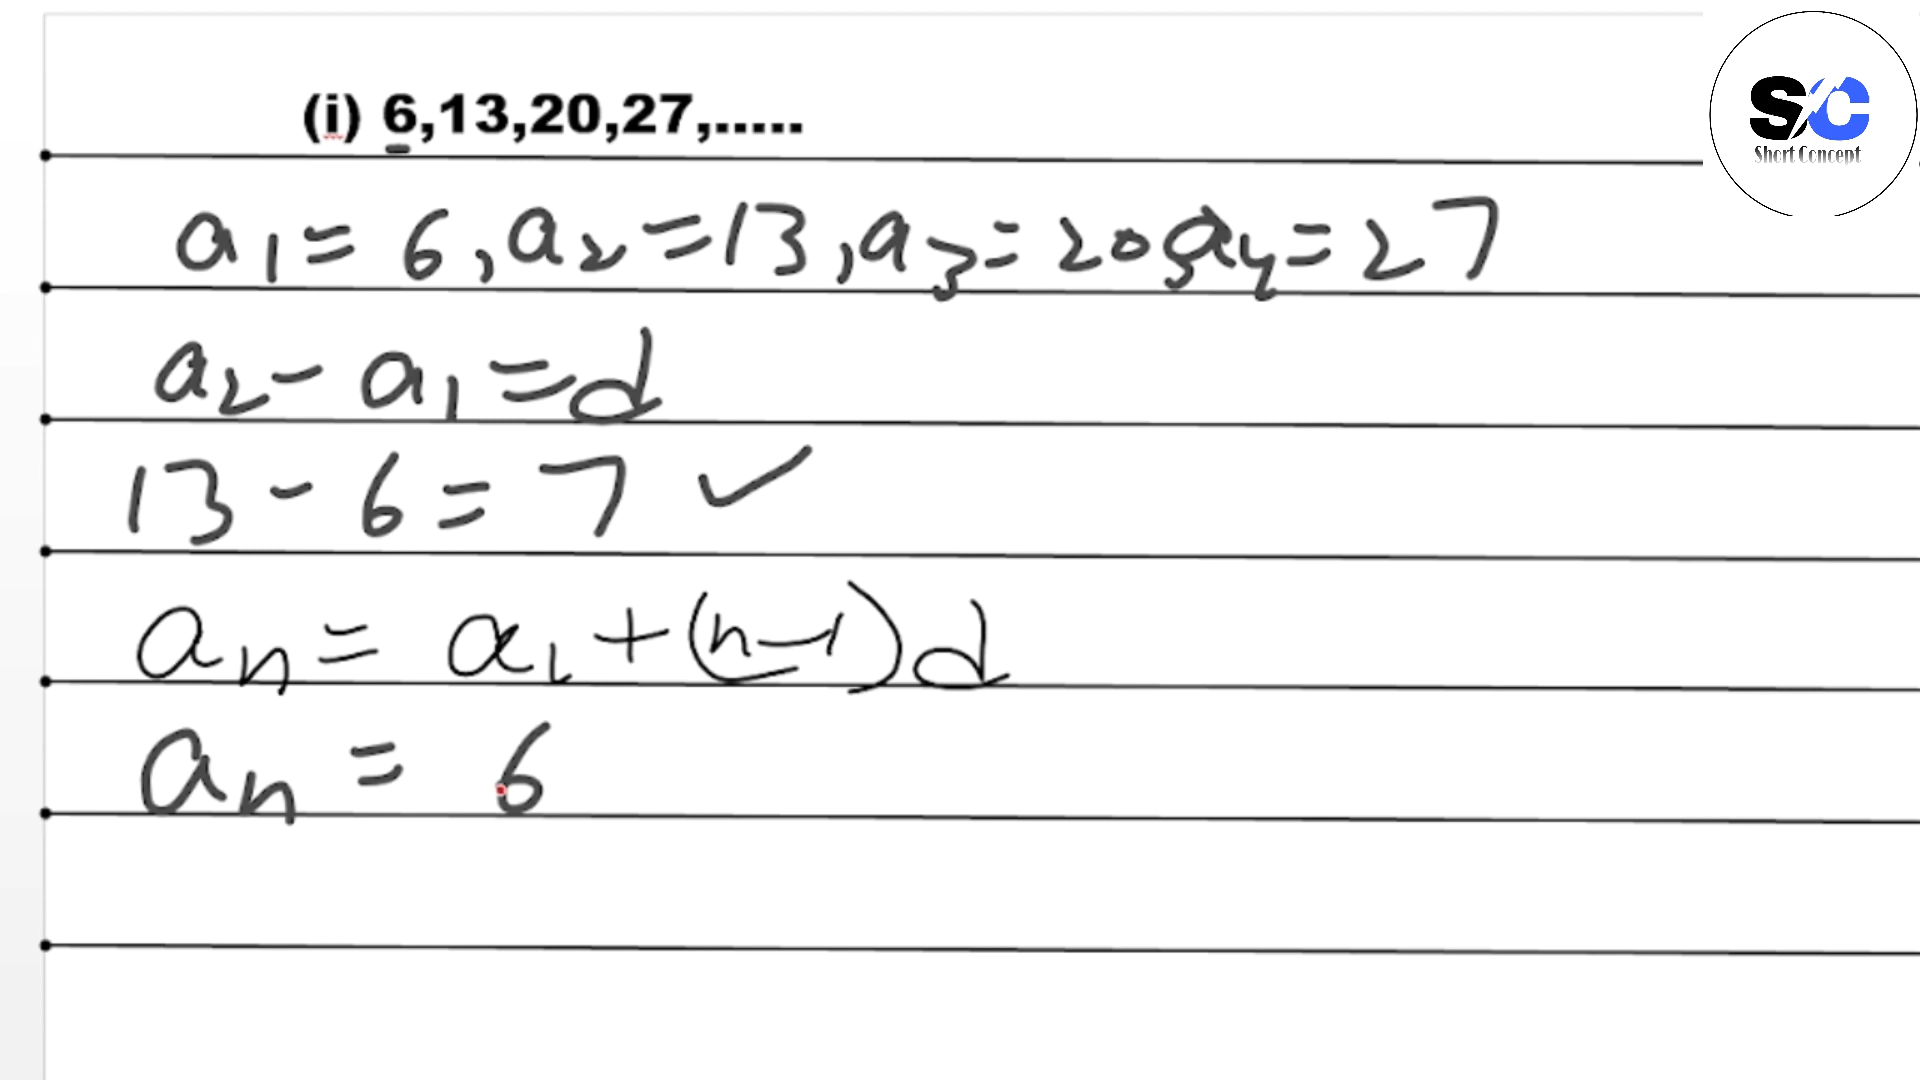 (i) 6,13,20,27,.....
SC
Short Concept
a₁ = 6, a₂ = 13, a₃ = 20, a₄ = 27
a₂ - a₁ = d
13 - 6 = 7 ✓
aₙ = a₁ + (n-1)d
aₙ = 6